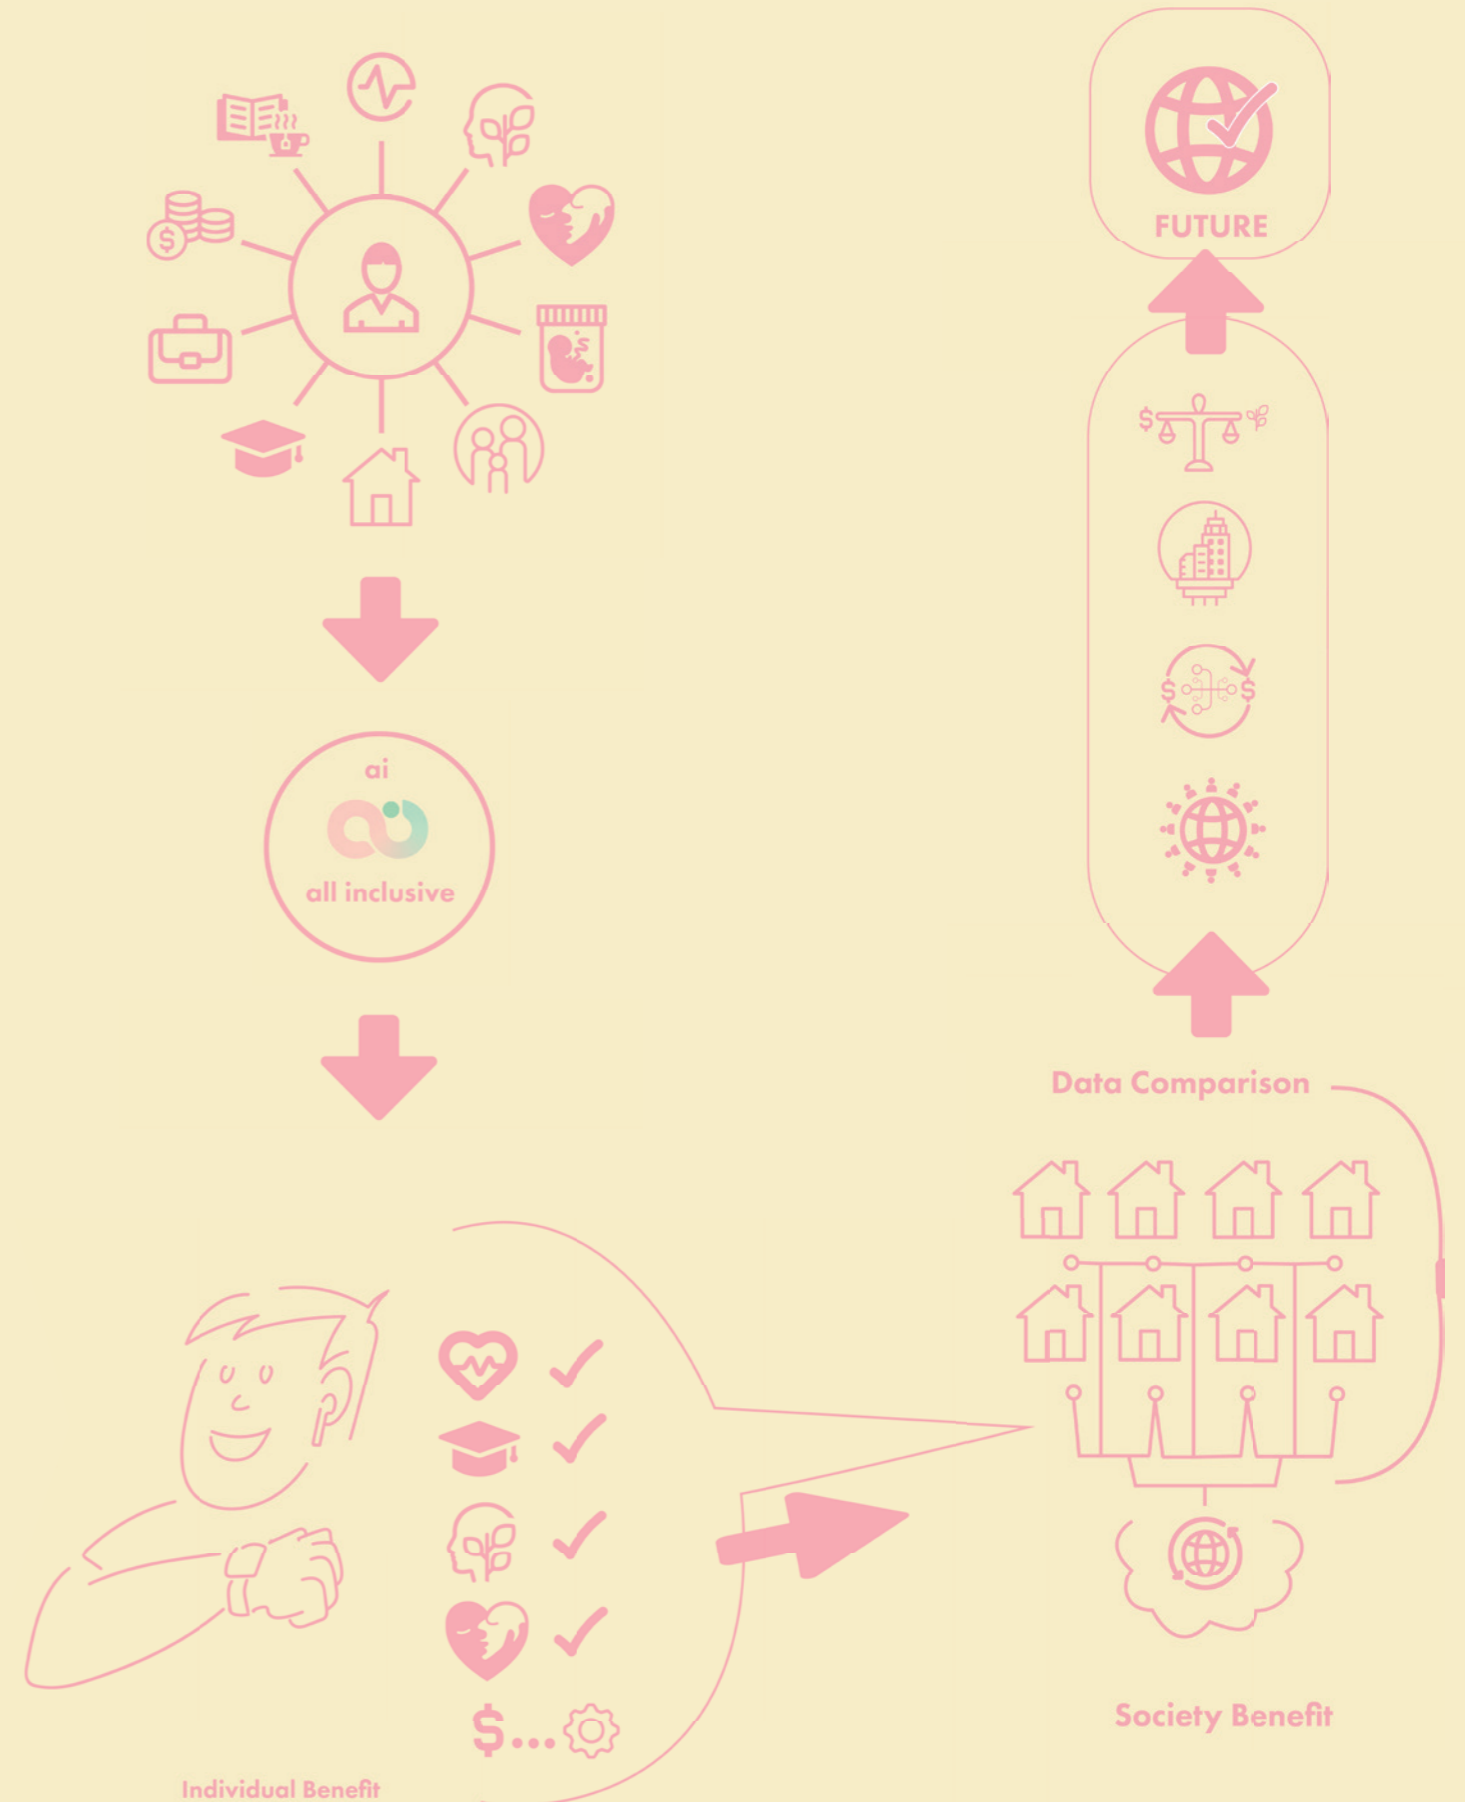 ai
all inclusive
Individual Benefit
$...
FUTURE
$
$ $
Data Comparison
Society Benefit
$